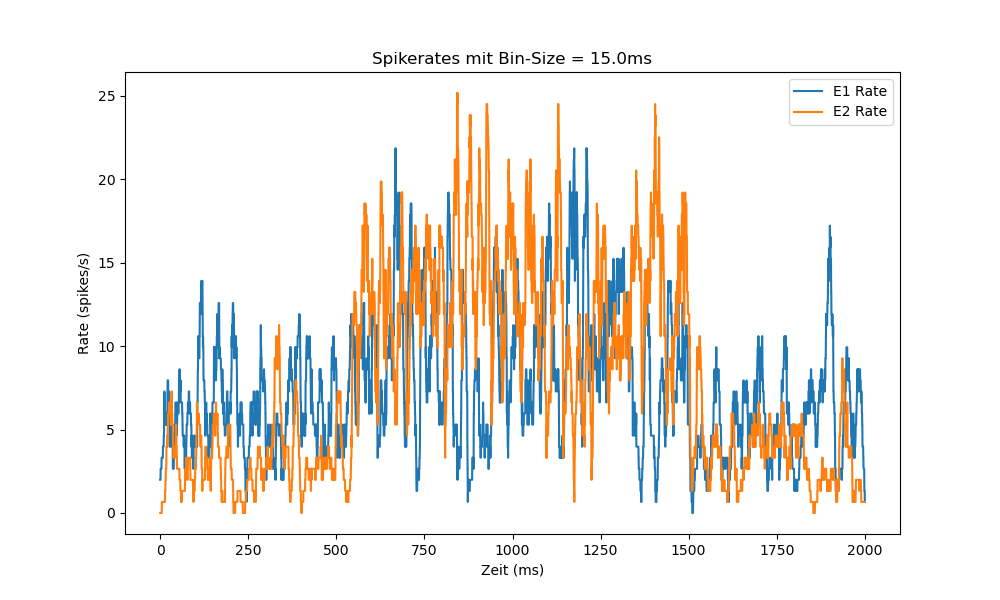 Spikerates mit Bin-Size = 15.0ms
E1 Rate
E2 Rate
Rate (spikes/s)
25
20
15
10
5
0
0 250 500 750 1000 1250 1500 1750 2000
Zeit (ms)